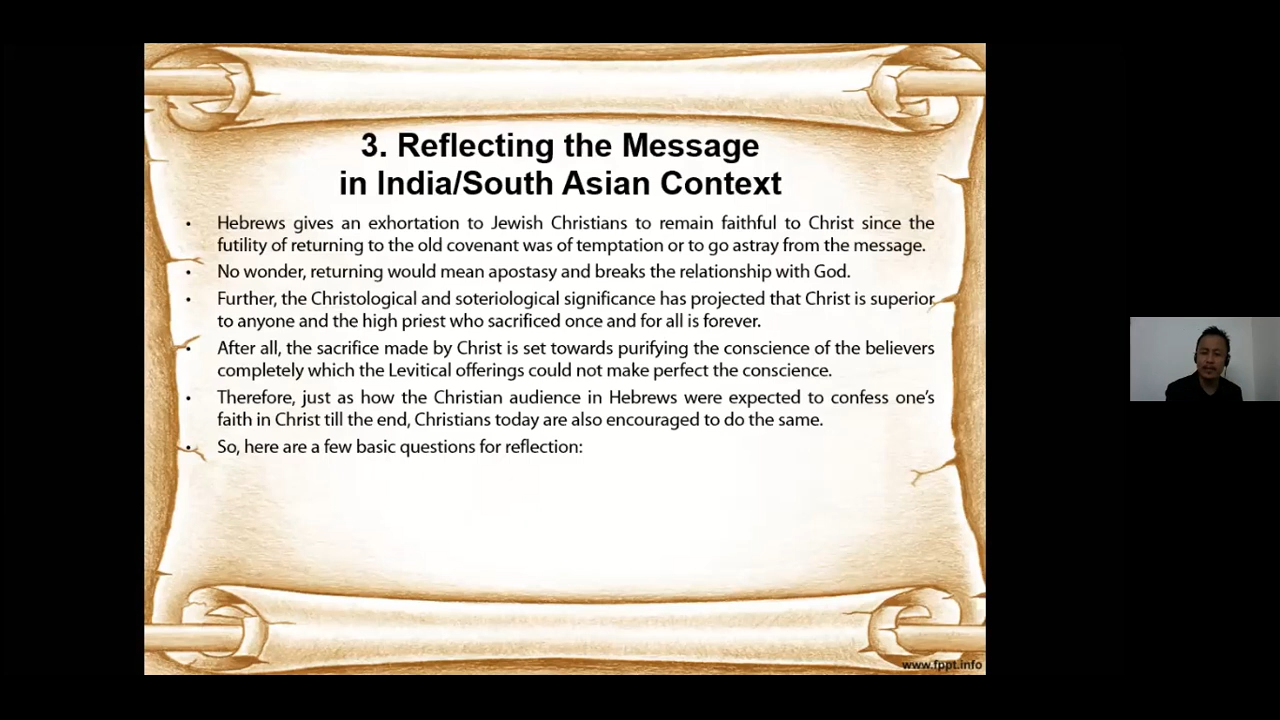 3. Reflecting the Message
in India/South Asian Context
• Hebrews gives an exhortation to Jewish Christians to remain faithful to Christ since the
futility of returning to the old covenant was of temptation or to go astray from the message.
• No wonder, returning would mean apostasy and breaks the relationship with God.
• Further, the Christological and soteriological significance has projected that Christ is superior
to anyone and the high priest who sacrificed once and for all is forever.
• After all, the sacrifice made by Christ is set towards purifying the conscience of the believers
completely which the Levitical offerings could not make perfect the conscience.
• Therefore, just as how the Christian audience in Hebrews were expected to confess one's
faith in Christ till the end, Christians today are also encouraged to do the same.
• So, here are a few basic questions for reflection:
www.fppt.info